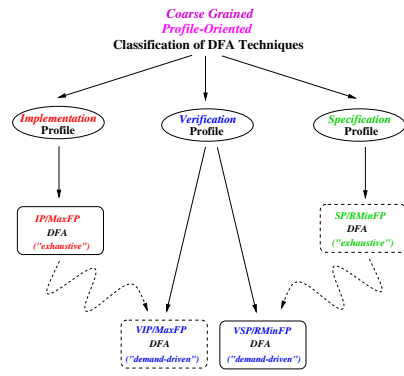 Coarse Grained
Profile-Oriented
Classification of DFA Techniques
Implementation
Profile
Verification
Profile
Specification
Profile
IP/MaxFP
DFA
("exhaustive")
SP/RMinFP
DFA
("exhaustive")
VIP/MaxFP
DFA
("demand-driven")
VSP/RMinFP
DFA
("demand-driven")